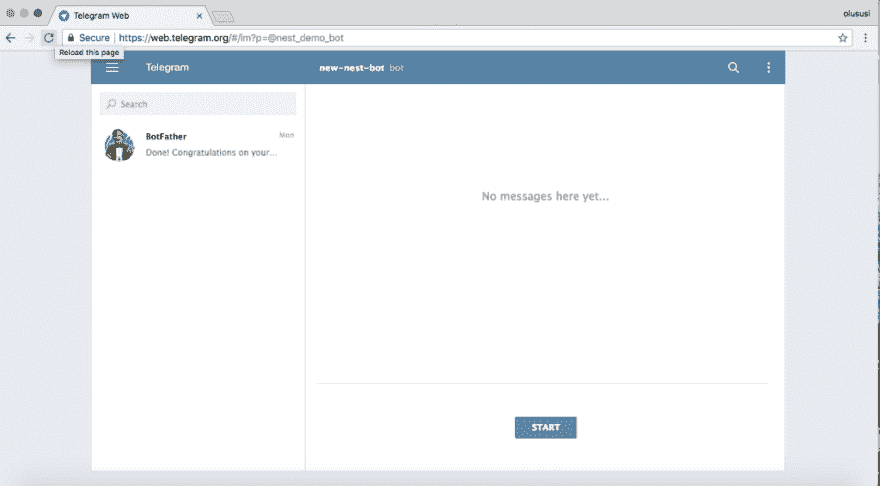 Telegram Web
olususi
Secure https://web.telegram.org/#/im?p=@nest_demo_bot
Reload this page
Telegram
new-nest-bot bot
Search
BotFather Mon
Done! Congratulations on your...
No messages here yet...
START